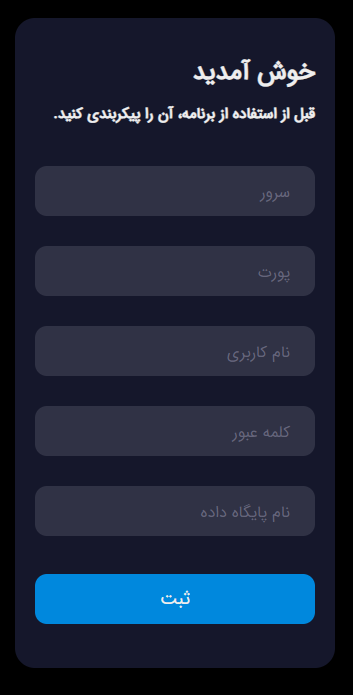 خوش آمدید
قبل از استفاده از برنامه، آن را پیکربندی کنید.
سرور
پورت
نام کاربری
کلمه عبور
نام پایگاه داده
ثبت